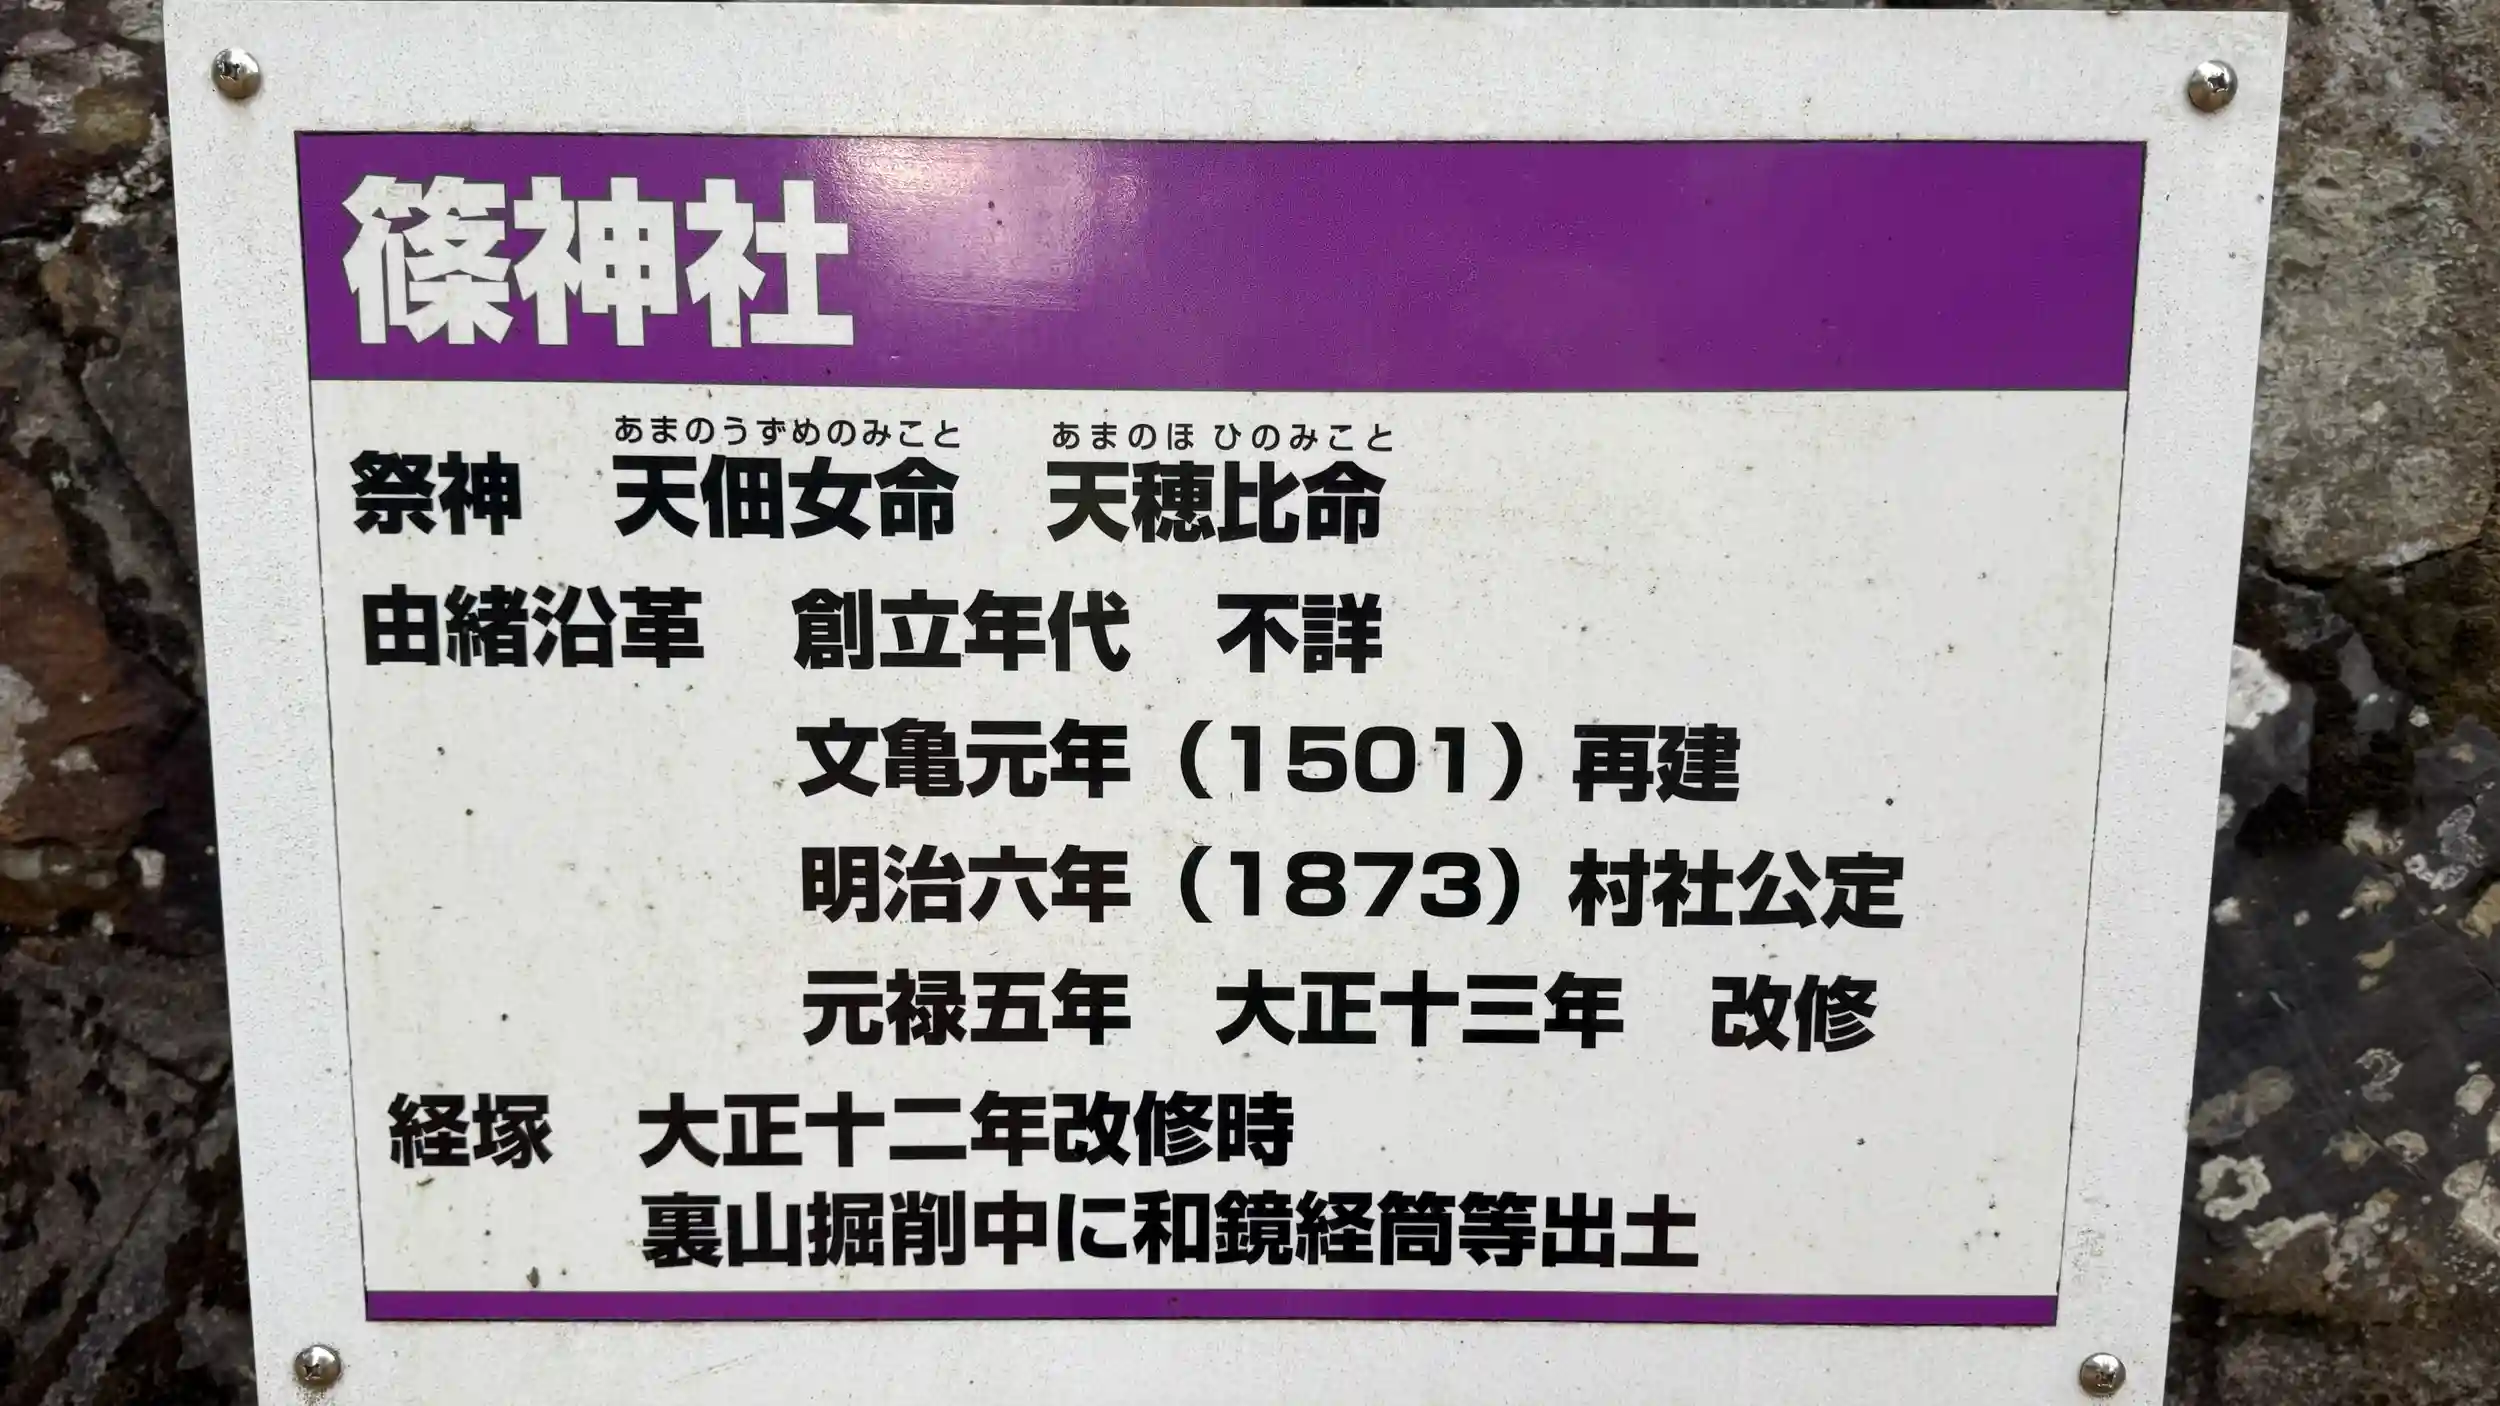 篠神社
あまのうずめのみこと　あまのほひのみこと
祭神　天佃女命　天穂比命
由緒沿革　創立年代　不詳
文亀元年（1501）再建
明治六年（1873）村社公定
元禄五年　大正十三年　改修
経塚　大正十二年改修時
裏山掘削中に和鏡経筒等出土